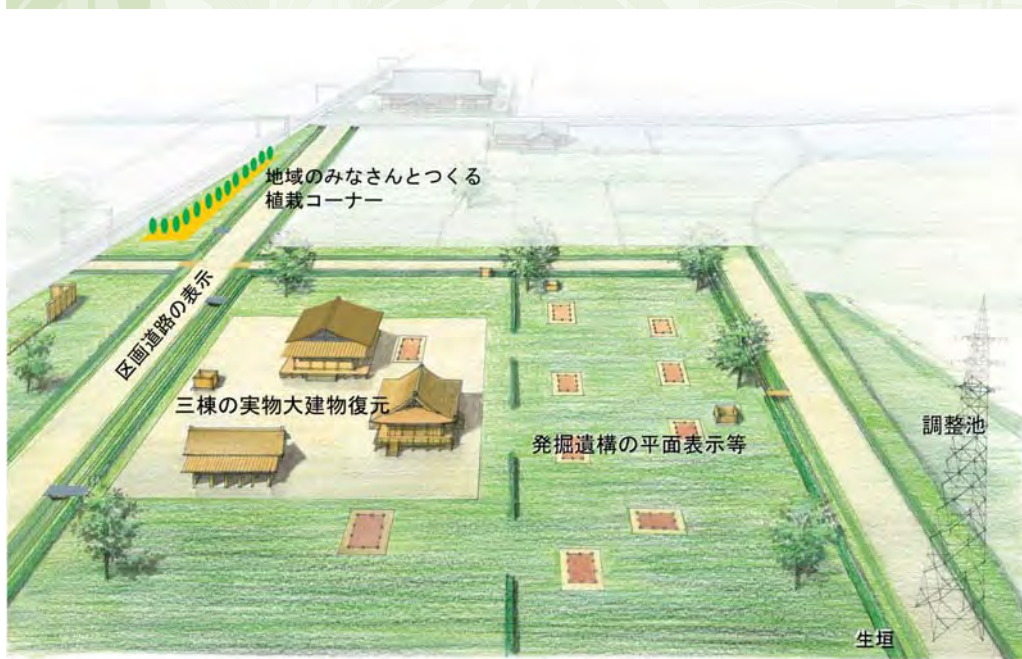 地域のみなさんとつくる
植栽コーナー
区画道路の表示
三棟の実物大建物復元
発掘遺構の平面表示等
調整池
生垣